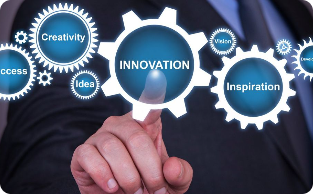 Creativity
Vision
INNOVATION
ccess
Idea
Inspiration